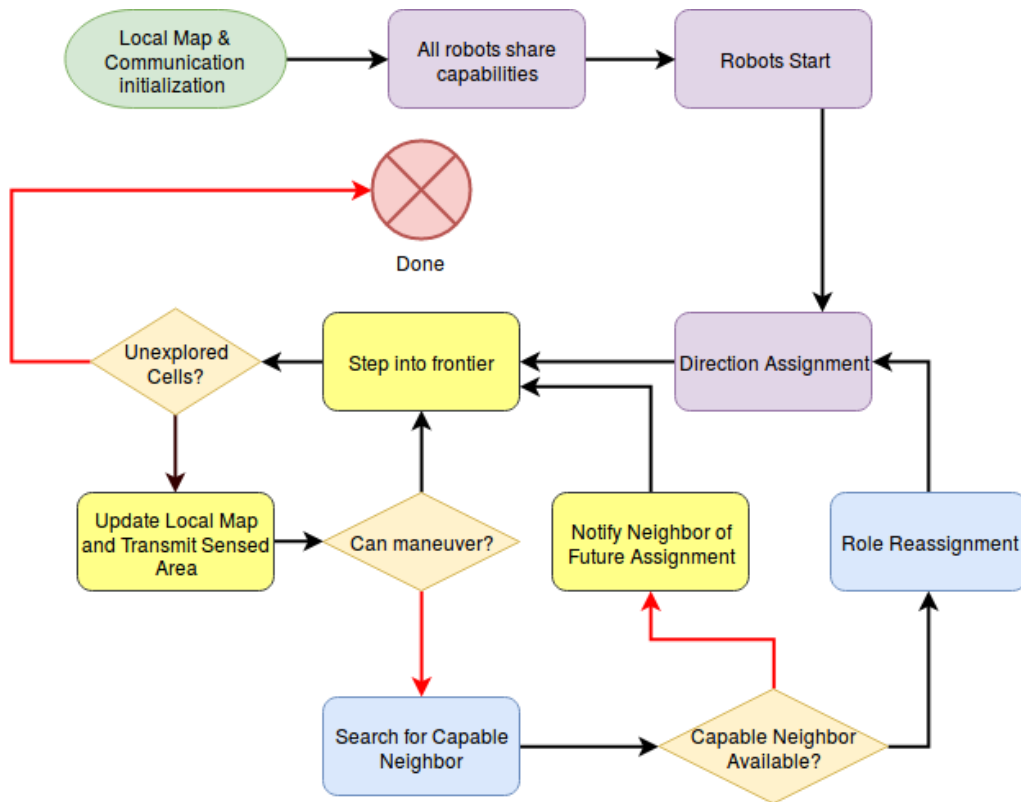 Local Map &
Communication
initialization
All robots share
capabilities
Robots Start
Done
Unexplored
Cells?
Step into frontier
Direction Assignment
Update Local Map
and Transmit Sensed
Area
Can maneuver?
Notify Neighbor of
Future Assignment
Role Reassignment
Search for Capable
Neighbor
Capable Neighbor
Available?